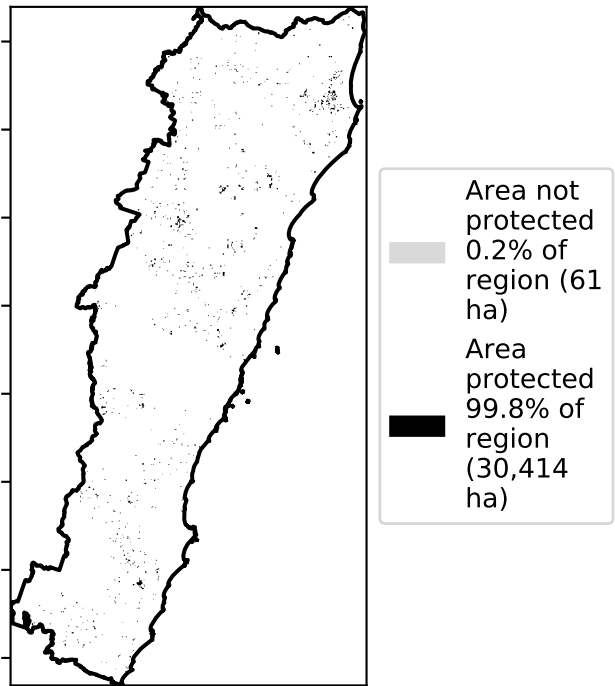 Area not
protected
0.2% of
region (61
ha)
Area
protected
99.8% of
region
(30,414
ha)